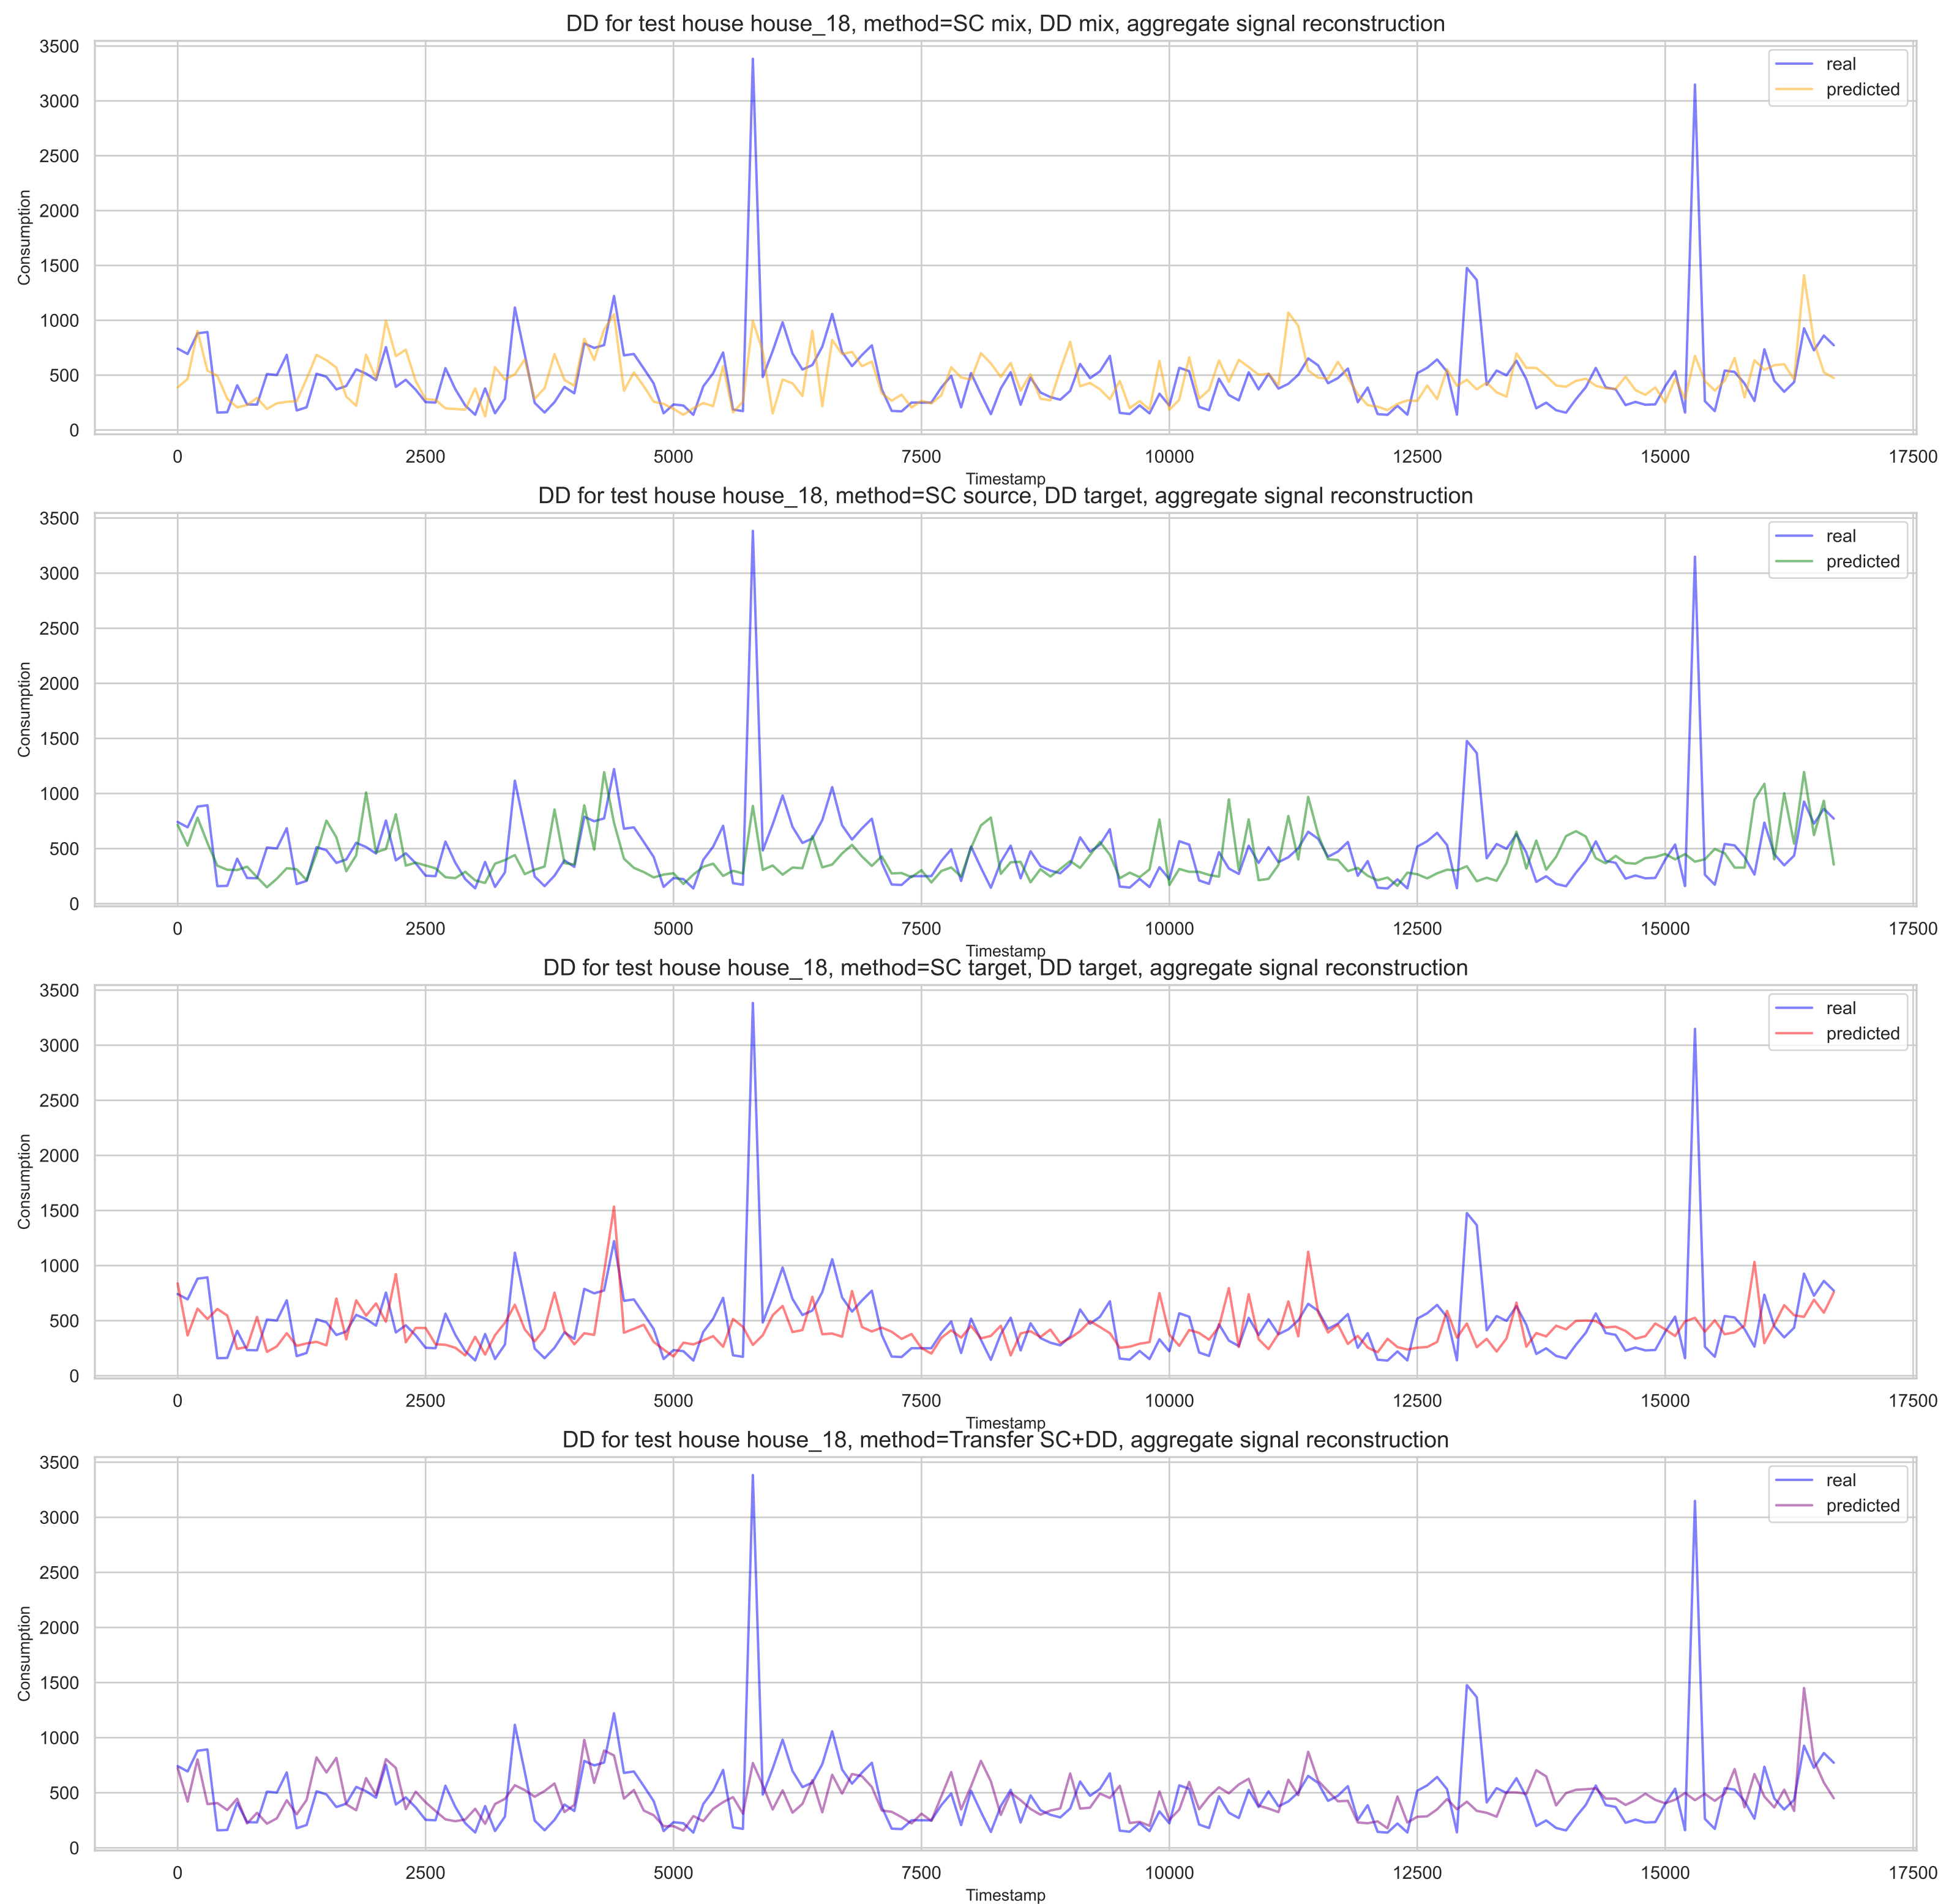 DD for test house house_18, method=SC mix, DD mix, aggregate signal reconstruction
3500
3000
2500
2000
1500
1000
500
0
Consumption
real
predicted
0 2500 5000 7500 10000 12500 15000 17500
Timestamp
DD for test house house_18, method=SC source, DD target, aggregate signal reconstruction
3500
3000
2500
2000
1500
1000
500
0
Consumption
real
predicted
0 2500 5000 7500 10000 12500 15000 17500
Timestamp
DD for test house house_18, method=SC target, DD target, aggregate signal reconstruction
3500
3000
2500
2000
1500
1000
500
0
Consumption
real
predicted
0 2500 5000 7500 10000 12500 15000 17500
Timestamp
DD for test house house_18, method=Transfer SC+DD, aggregate signal reconstruction
3500
3000
2500
2000
1500
1000
500
0
Consumption
real
predicted
0 2500 5000 7500 10000 12500 15000 17500
Timestamp